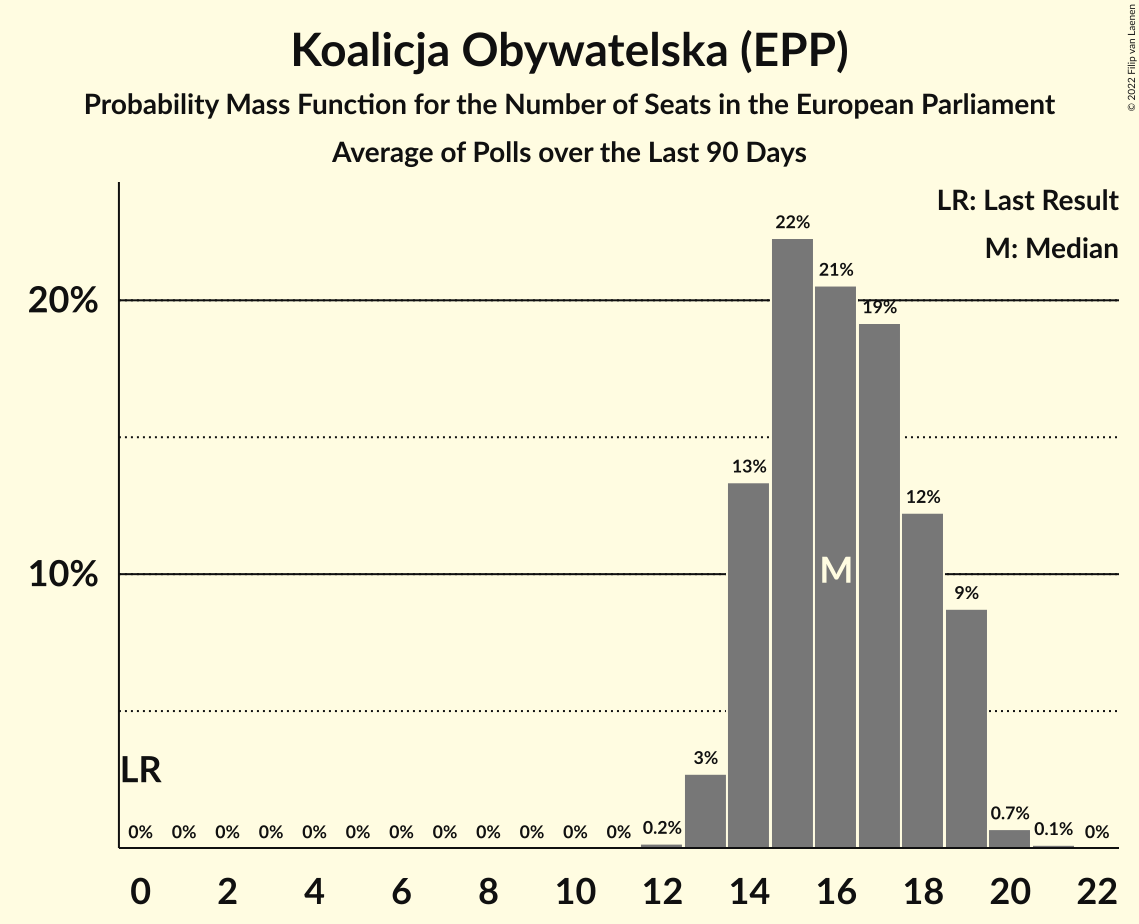 Koalicja Obywatelska (EPP)
Probability Mass Function for the Number of Seats in the European Parliament
Average of Polls over the Last 90 Days
© 2022 Filip van Laenen
LR: Last Result
M: Median
22%
21%
20%
19%
13%
12%
M
10%
9%
3%
LR
0% 0% 0% 0% 0% 0% 0% 0% 0% 0% 0% 0% 0.2% 0.7% 0.1% 0%
0 2 4 6 8 10 12 14 16 18 20 22